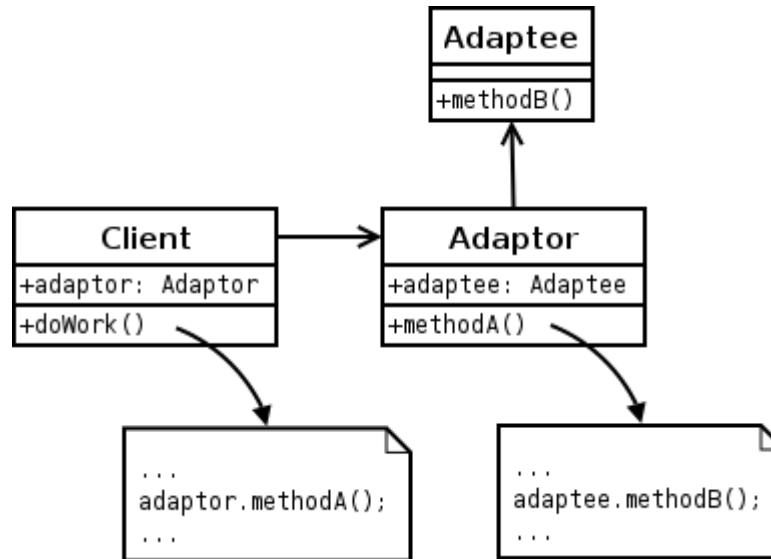 Adaptee
+methodB()
Client
+adaptor: Adaptor
+doWork()
Adaptor
+adaptee: Adaptee
+methodA()
...
adaptor.methodA();
...
...
adaptee.methodB();
...